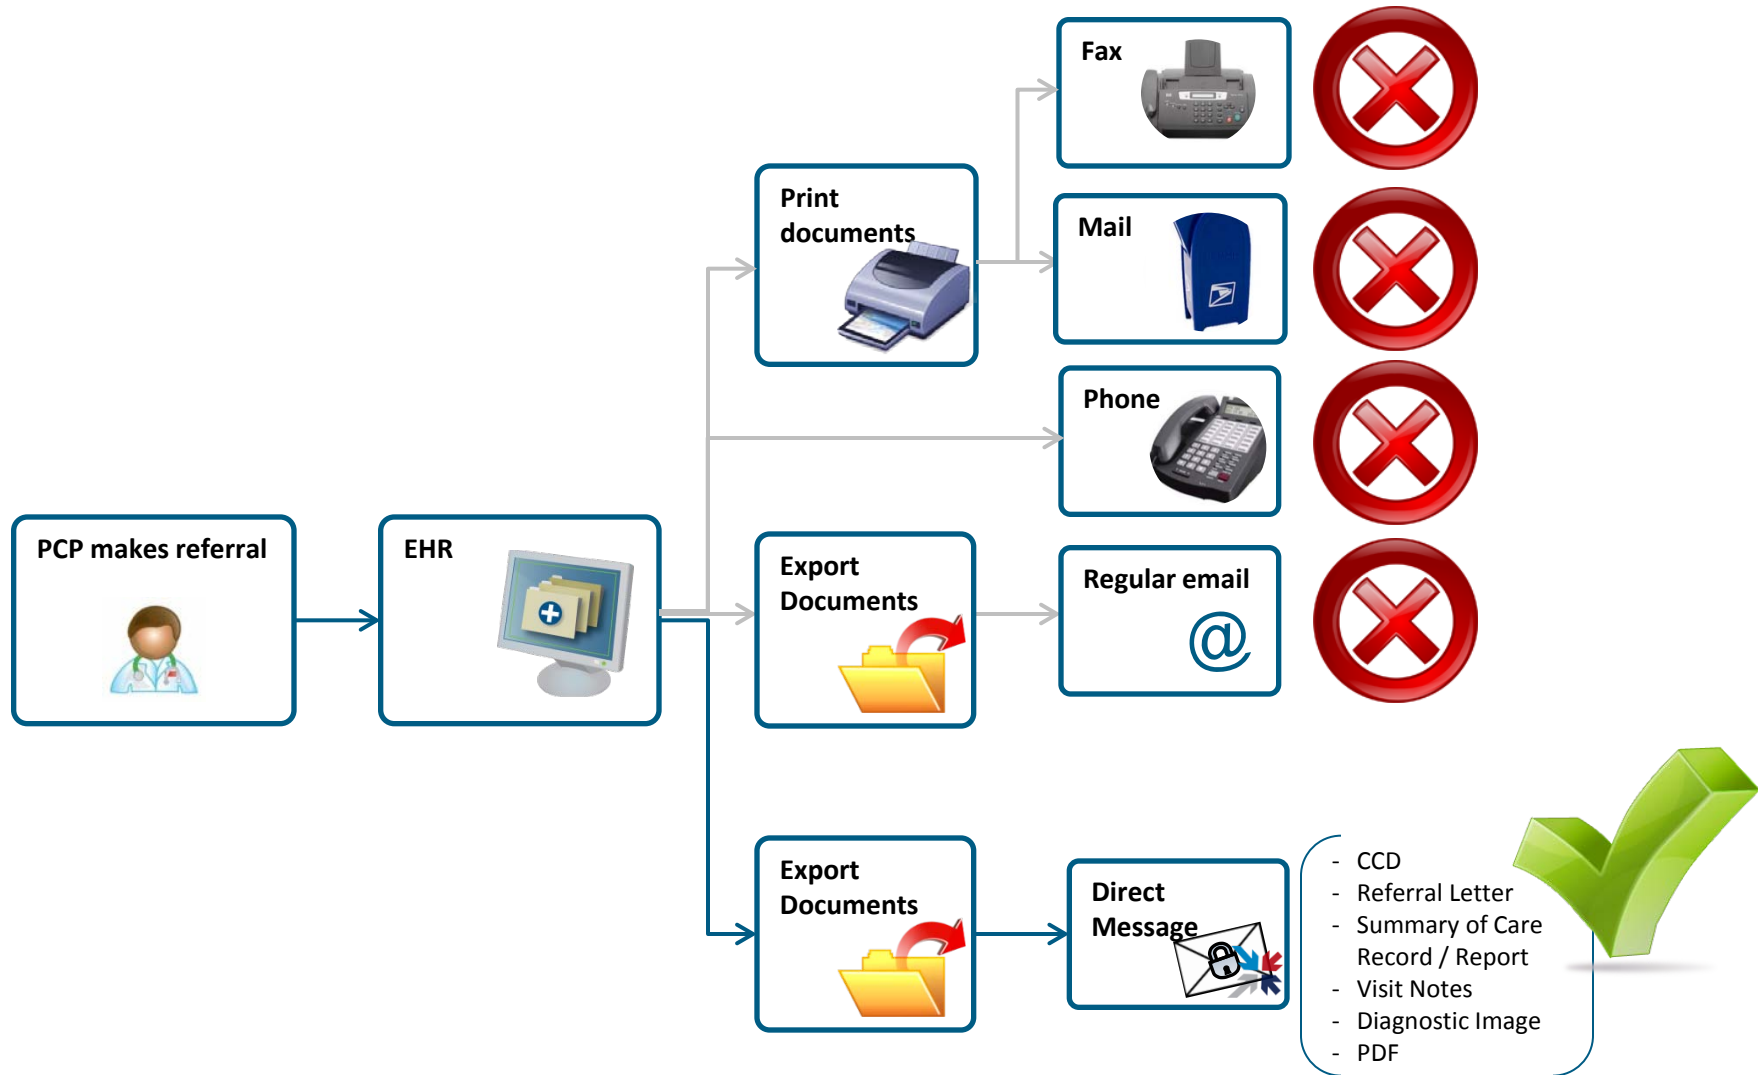 Fax
Print
documents
Mail
Phone
PCP makes referral
EHR
Export
Documents
Regular email
@
Export
Documents
Direct
Message
- CCD
- Referral Letter
- Summary of Care
Record / Report
- Visit Notes
- Diagnostic Image
- PDF